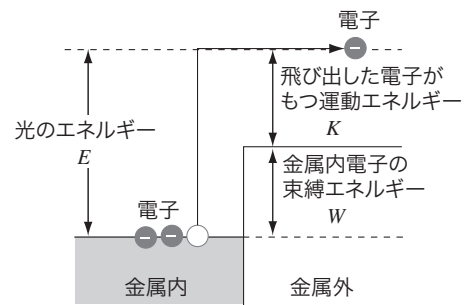 電子
飛び出した電子が
もつ運動エネルギー
K
光のエネルギー
E
金属内電子の
束縛エネルギー
W
電子
金属内
金属外